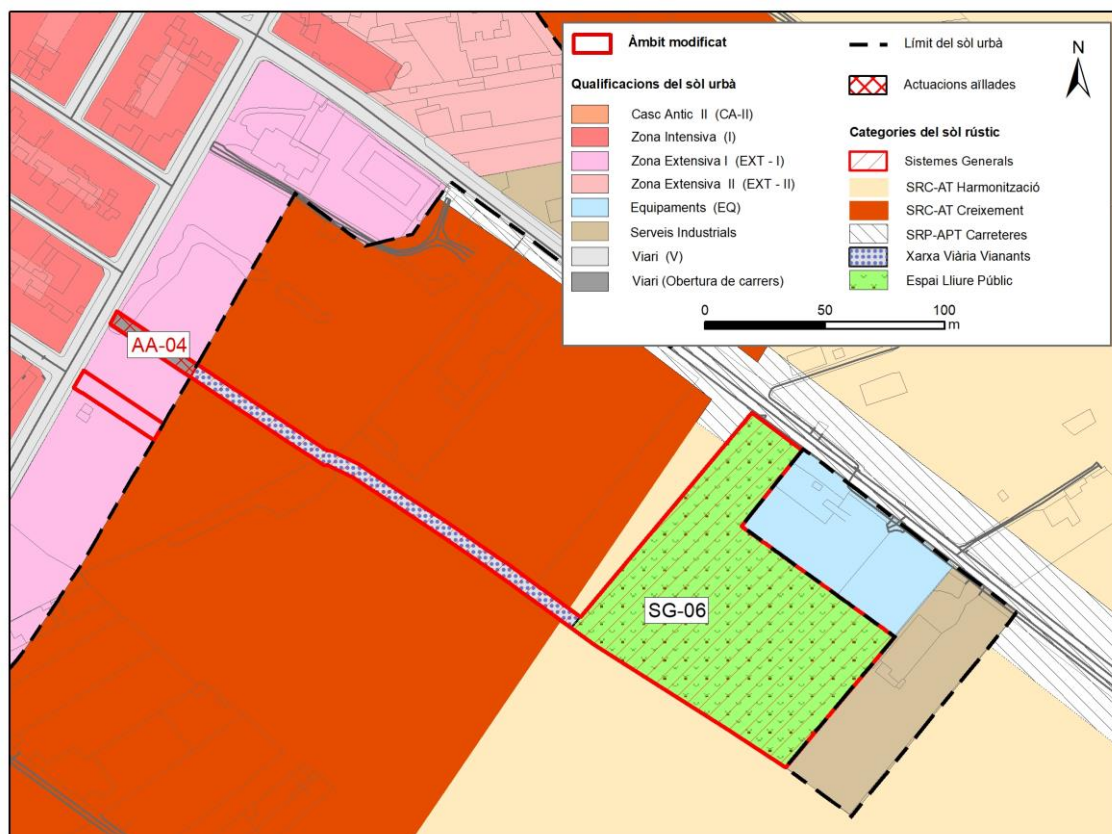 Àmbit modificat
Qualificacions del sòl urbà
Casc Antic II (CA-II)
Zona Intensiva (I)
Zona Extensiva I (EXT - I)
Zona Extensiva II (EXT - II)
Equipaments (EQ)
Serveis Industrials
Viari (V)
Viari (Obertura de carrers)
Límit del sòl urbà
Actuacions aïllades
Categories del sòl rústic
Sistemes Generals
SRC-AT Harmonització
SRC-AT Creixement
SRP-APT Carreteres
Xarxa Viària Vianants
Espai Lliure Públic
N
0 50 100
m
AA-04
SG-06